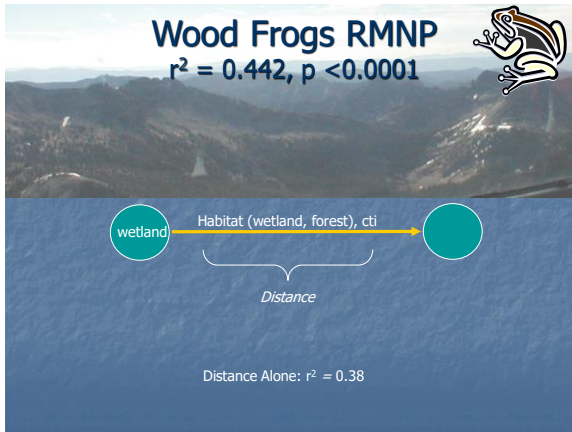 Wood Frogs RMNP
r² = 0.442, p <0.0001
Habitat (wetland, forest), cti
wetland
Distance
Distance Alone: r² = 0.38